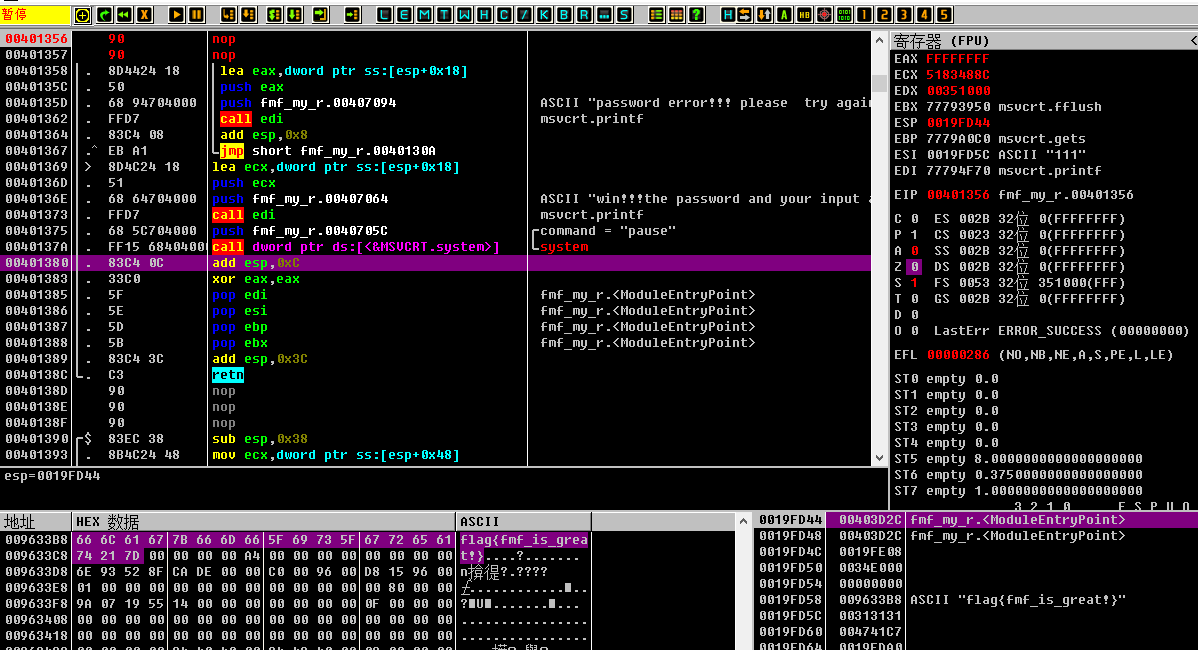 暂停 L E M T W H C / K B R ... S ? H A HB 1 2 3 4 5
00401356 90 nop
00401357 90 nop
00401358 . 8D4424 18 lea eax,dword ptr ss:[esp+0x18]
0040135C . 50 push eax
0040135D . 68 94704000 push fmf_my_r.00407094 ASCII "password error!!! please  try again
00401362 . FFD7 call edi msvcrt.printf
00401364 . 83C4 08 add esp,0x8
00401367 .^ EB A1 jmp short fmf_my_r.0040130A
00401369 > 8D4C24 18 lea ecx,dword ptr ss:[esp+0x18]
0040136D . 51 push ecx
0040136E . 68 64704000 push fmf_my_r.00407064 ASCII "win!!!the password and your input a
00401373 . FFD7 call edi msvcrt.printf
00401375 . 68 5C704000 push fmf_my_r.0040705C command = "pause"
0040137A . FF15 68404000 call dword ptr ds:[<&MSVCRT.system>] system
00401380 . 83C4 0C add esp,0xC
00401383 . 33C0 xor eax,eax
00401385 . 5F pop edi fmf_my_r.<ModuleEntryPoint>
00401386 . 5E pop esi fmf_my_r.<ModuleEntryPoint>
00401387 . 5D pop ebp fmf_my_r.<ModuleEntryPoint>
00401388 . 5B pop ebx fmf_my_r.<ModuleEntryPoint>
00401389 . 83C4 3C add esp,0x3C
0040138C . C3 retn
0040138D 90 nop
0040138E 90 nop
0040138F 90 nop
00401390 $ 83EC 38 sub esp,0x38
00401393 . 8B4C24 48 mov ecx,dword ptr ss:[esp+0x48]
esp=0019FD44
寄存器 (FPU) <
EAX FFFFFFFF
ECX 5183488C
EDX 00351000
EBX 77793950 msvcrt.fflush
ESP 0019FD44
EBP 7779A0C0 msvcrt.gets
ESI 0019FD5C ASCII "111"
EDI 77794F70 msvcrt.printf
EIP 00401356 fmf_my_r.00401356
C 0 ES 002B 32位 0(FFFFFFFF)
P 1 CS 0023 32位 0(FFFFFFFF)
A 0 SS 002B 32位 0(FFFFFFFF)
Z 0 DS 002B 32位 0(FFFFFFFF)
S 1 FS 0053 32位 351000(FFF)
T 0 GS 002B 32位 0(FFFFFFFF)
D 0
O 0 LastErr ERROR_SUCCESS (00000000)
EFL 00000286 (NO,NB,NE,A,S,PE,L,LE)
ST0 empty 0.0
ST1 empty 0.0
ST2 empty 0.0
ST3 empty 0.0
ST4 empty 0.0
ST5 empty 8.0000000000000000000
ST6 empty 0.3750000000000000000
ST7 empty 1.0000000000000000000
3 2 1 0 E S P U O
地址 HEX 数据 ASCII
009633B8 66 6C 61 67 7B 66 6D 66 5F 69 73 5F 67 72 65 61 flag{fmf_is_grea
009633C8 74 21 7D 00 00 00 00 A4 00 00 00 00 00 00 00 00 t!}....?.......
009633D8 6E 93 52 8F CA DE 00 00 C0 00 96 00 D8 15 96 00
009633E8 01 00 00 00 00 00 00 00 00 00 00 00 00 80 00 00
009633F8 9A 07 19 55 14 00 00 00 00 00 00 00 0F 00 00 00
00963408 00 00 00 00 00 00 00 00 00 00 00 00 00 00 00 00 ................
00963418 00 00 00 00 00 00 00 00 00 00 00 00 00 00 00 00 ................
0019FD44 00403D2C fmf_my_r.<ModuleEntryPoint>
0019FD48 00403D2C fmf_my_r.<ModuleEntryPoint>
0019FD4C 0019FE08
0019FD50 0034E000
0019FD54 00000000
0019FD58 009633B8 ASCII "flag{fmf_is_great!}"
0019FD5C 00313131
0019FD60 004741C7
0019FD64 0019FDA0